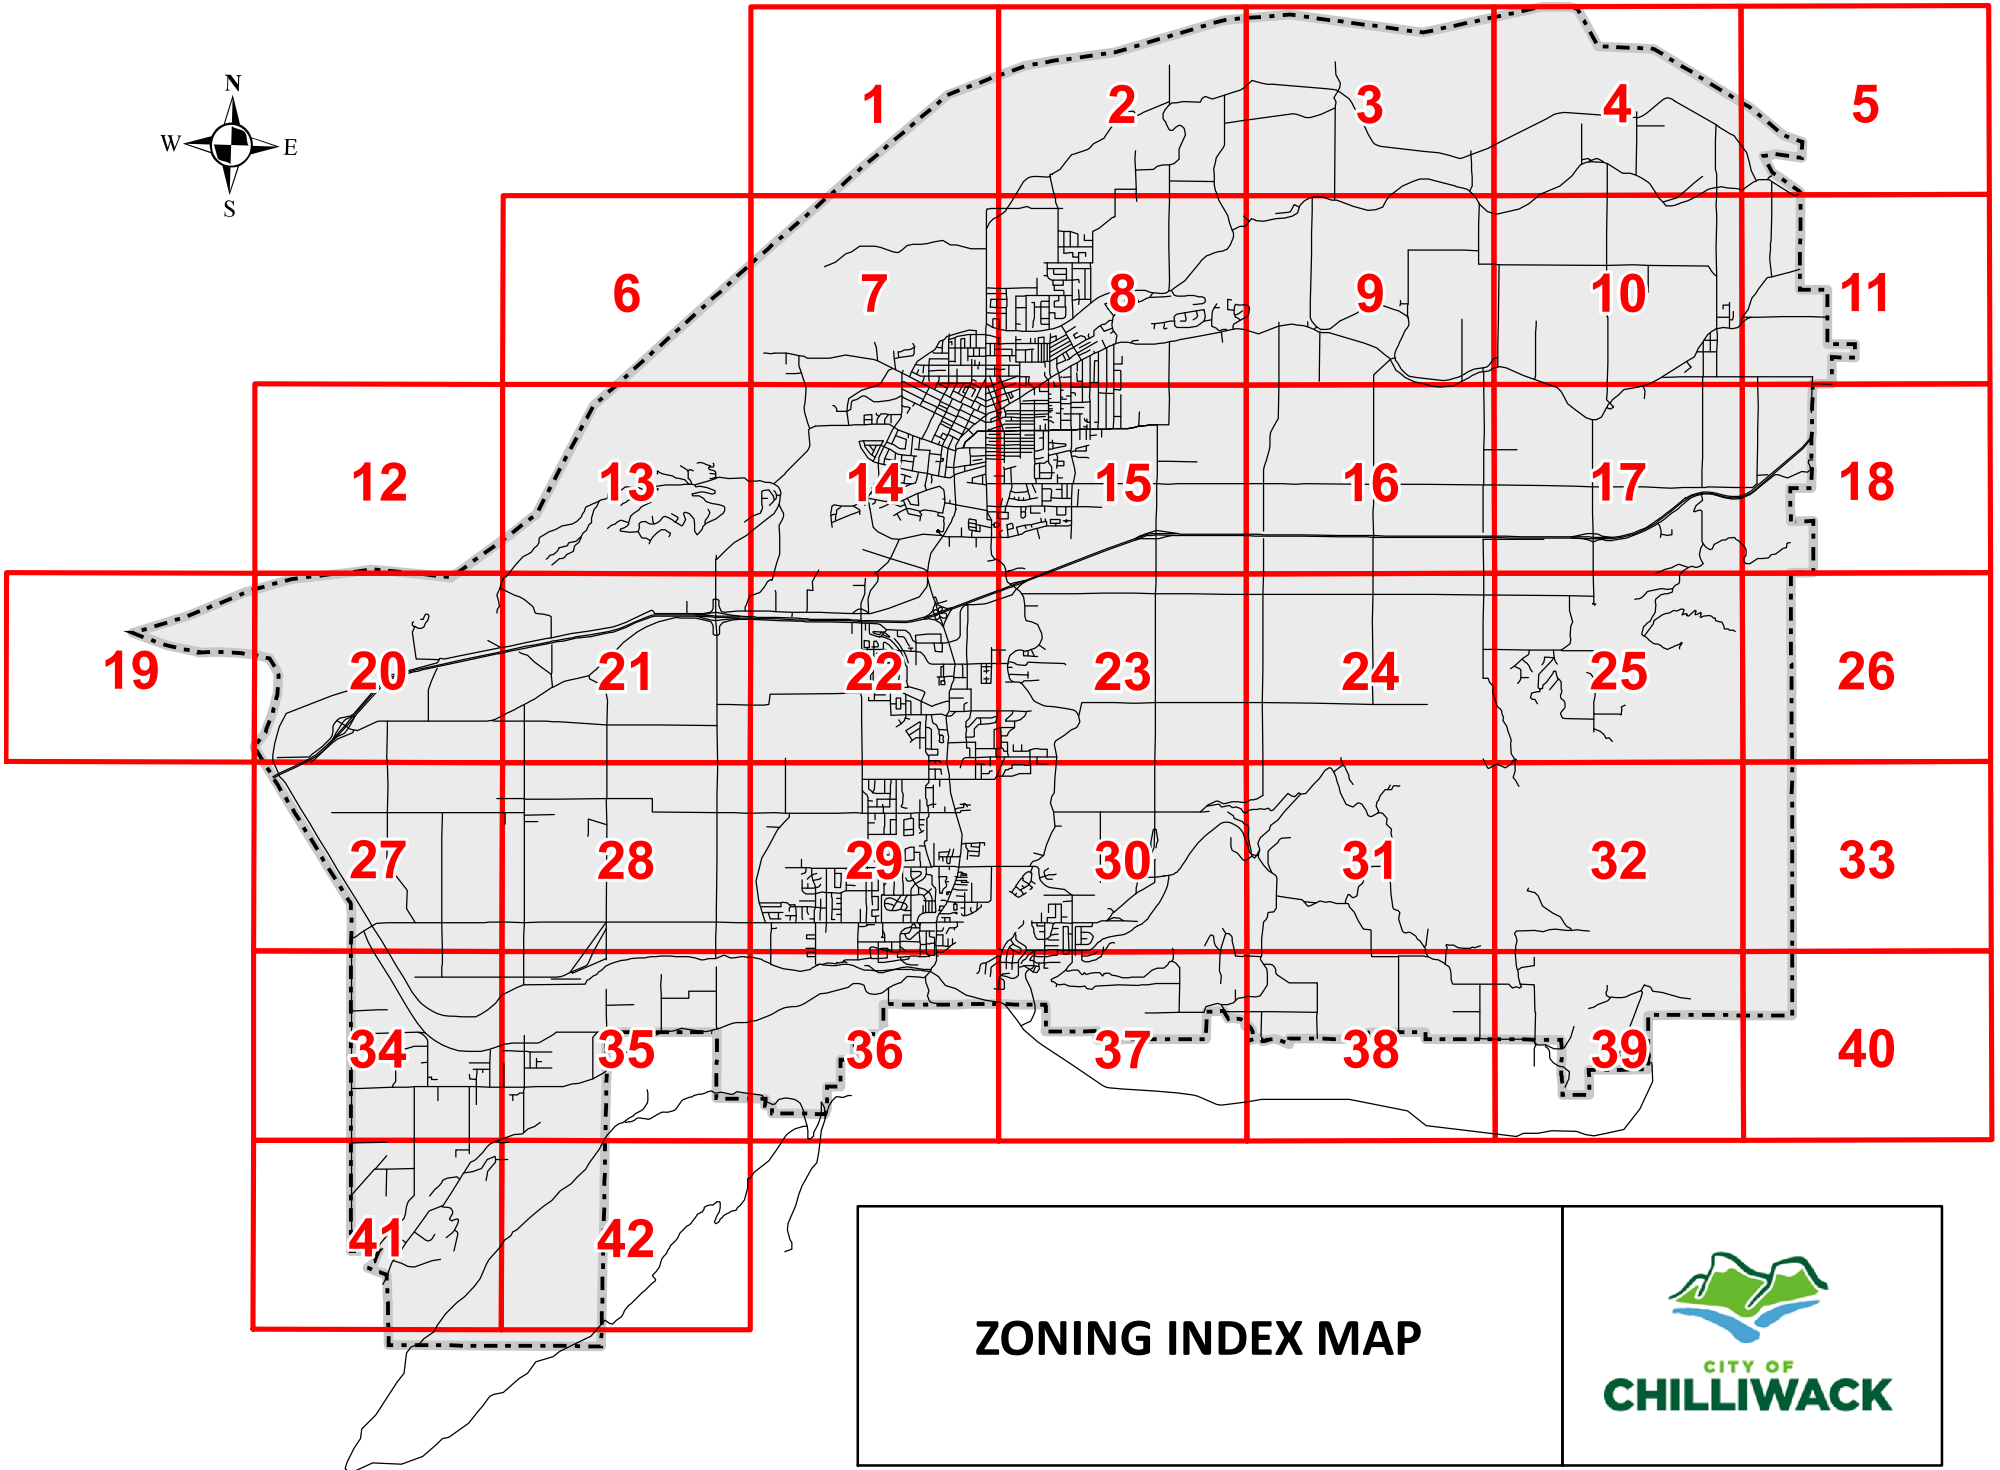 N
W E
S
1 2 3 4 5
6 7 8 9 10 11
12 13 14 15 16 17 18
19 20 21 22 23 24 25 26
27 28 29 30 31 32 33
34 35 36 37 38 39 40
41 42
ZONING INDEX MAP
CITY OF
CHILLIWACK